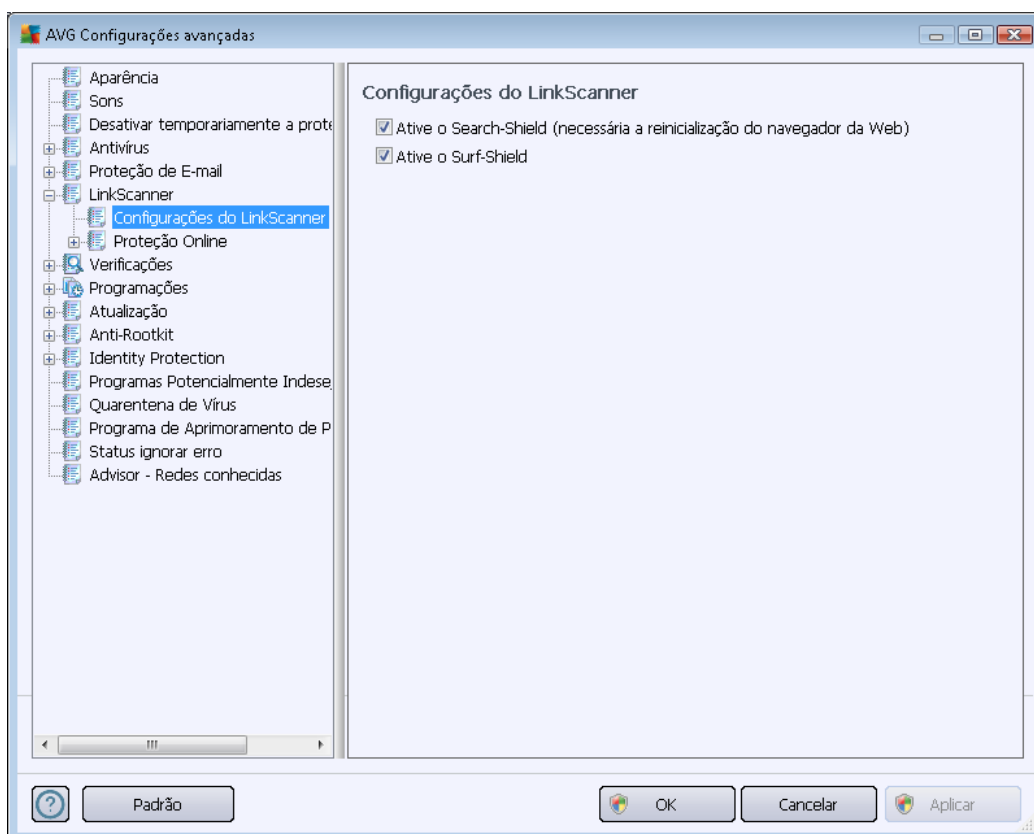 AVG Configurações avançadas
Aparência
Sons
Desativar temporariamente a prote
Antivírus
Proteção de E-mail
LinkScanner
Configurações do LinkScanner
Proteção Online
Verificações
Programações
Atualização
Anti-Rootkit
Identity Protection
Programas Potencialmente Indese
Quarentena de Vírus
Programa de Aprimoramento de P
Status ignorar erro
Advisor - Redes conhecidas
Configurações do LinkScanner
Ative o Search-Shield (necessária a reinicialização do navegador da Web)
Ative o Surf-Shield
Padrão
OK
Cancelar
Aplicar